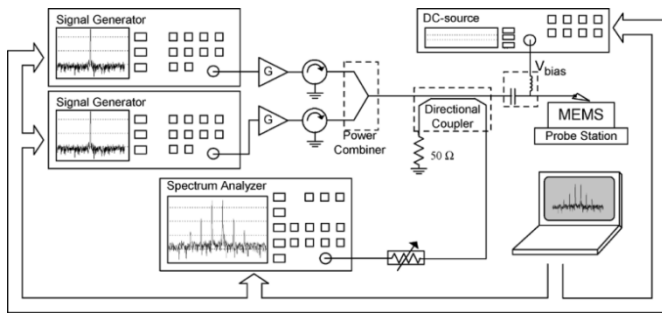 Signal Generator
DC-source
G
V bias
Signal Generator
G
Power
Combiner
Directional
Coupler
50 Ω
MEMS
Probe Station
Spectrum Analyzer